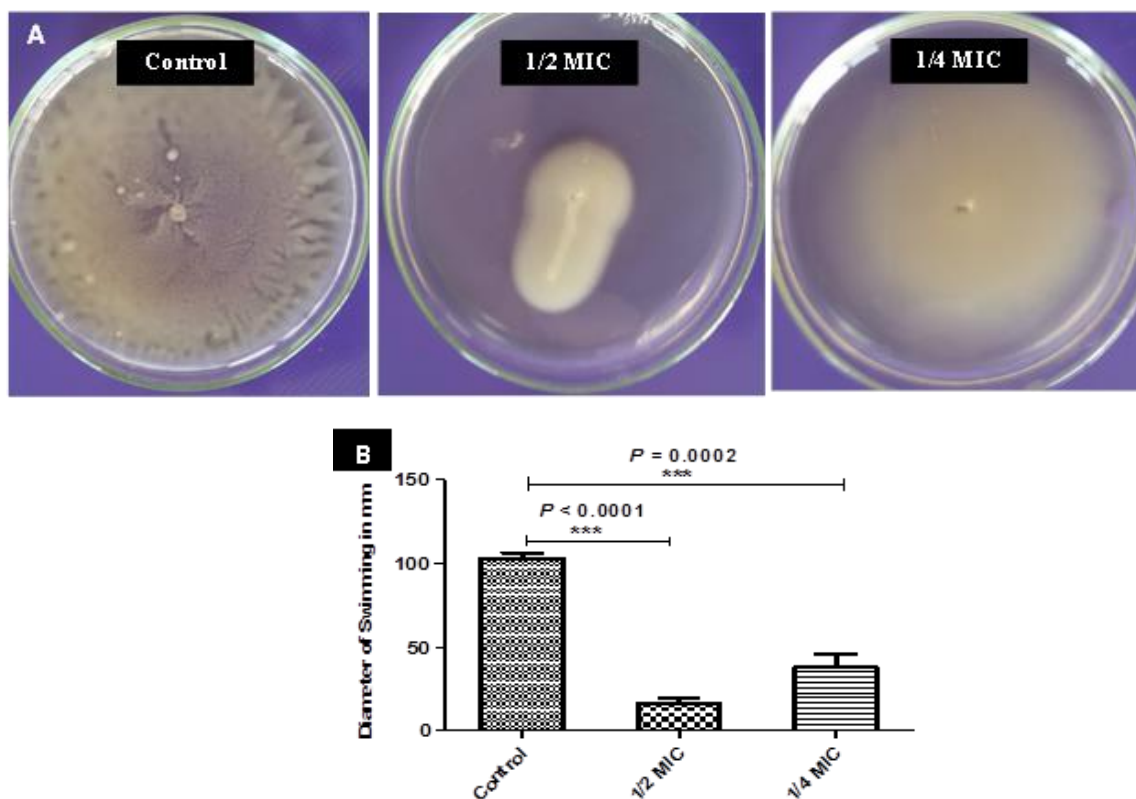 A
Control
1/2 MIC
1/4 MIC
B
P = 0.0002
***
P < 0.0001
***
Diameter of Swimming in mm
150
100
50
0
Control
1/2 MIC
1/4 MIC